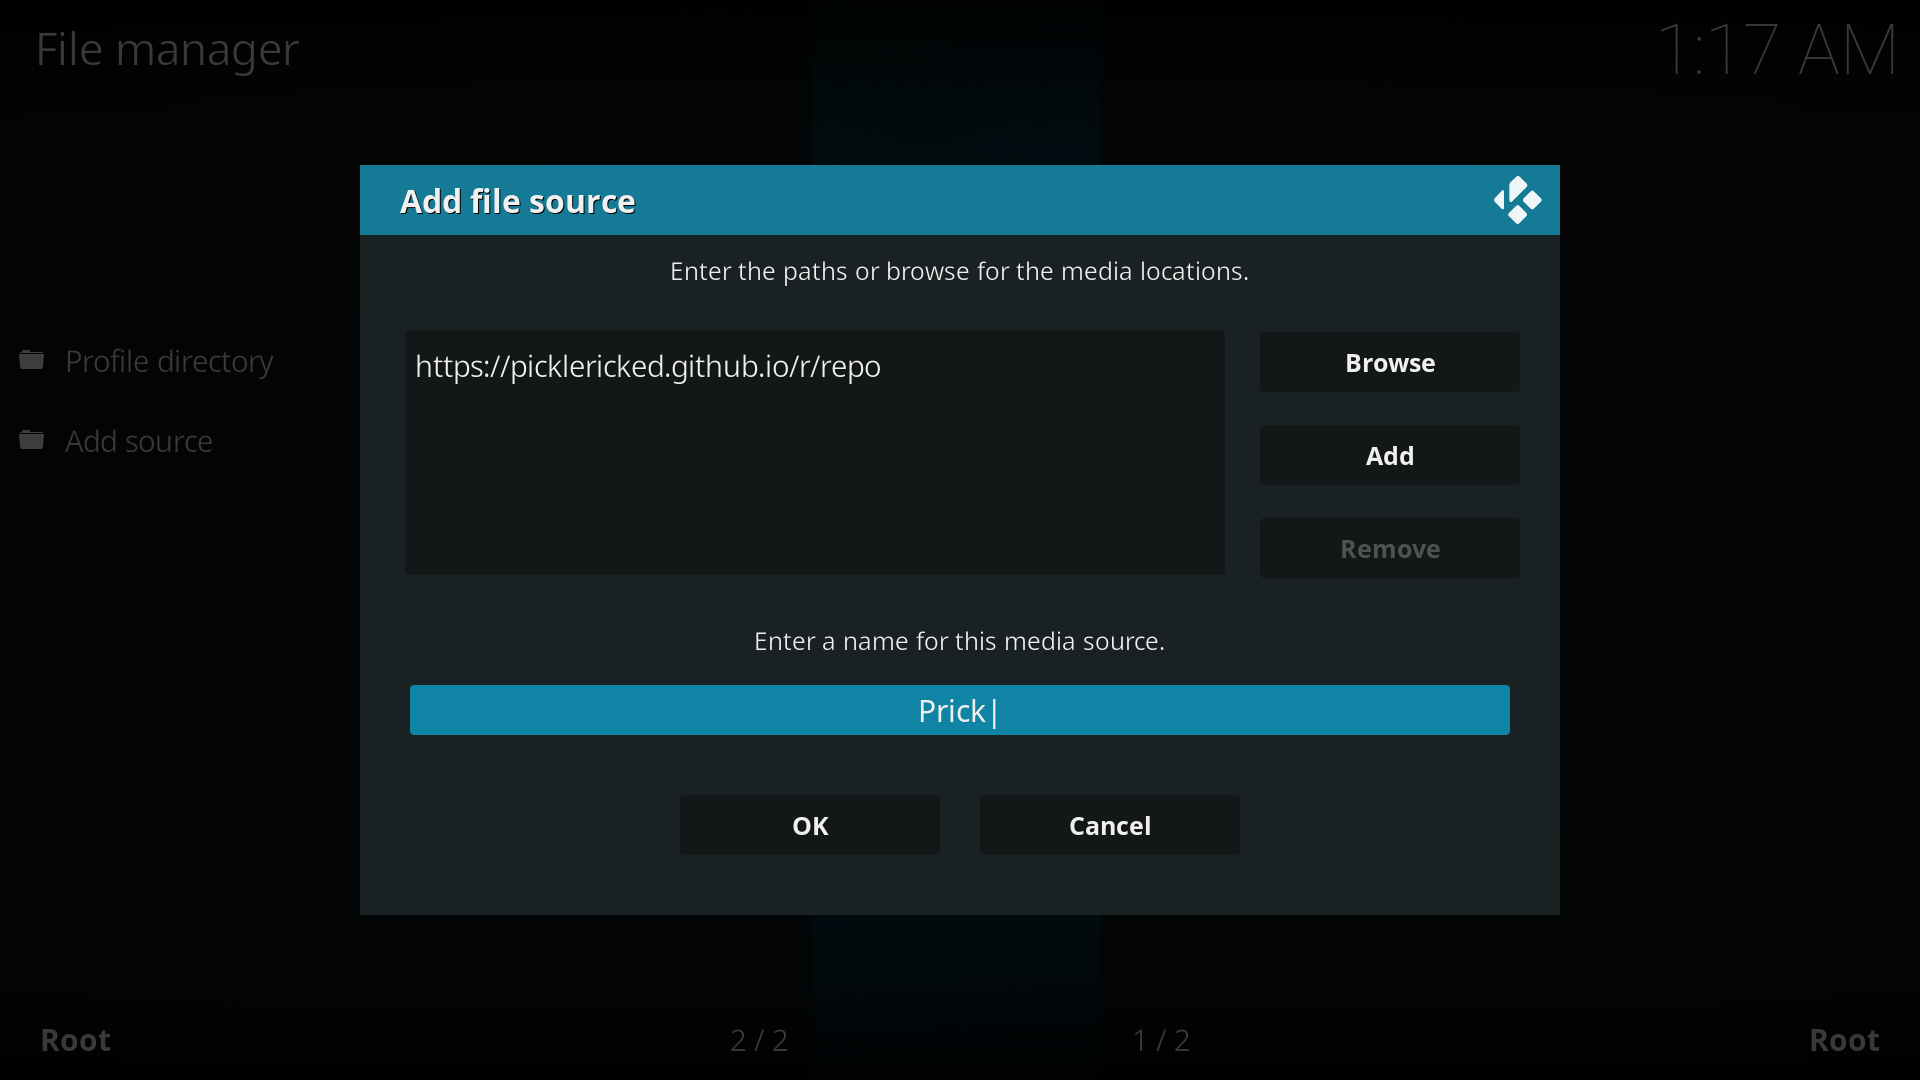 File manager
1:17 AM
Add file source
Enter the paths or browse for the media locations.
https://picklericked.github.io/r/repo
Browse
Profile directory
Add source
Add
Remove
Enter a name for this media source.
Prick|
OK
Cancel
Root
2 / 2
1 / 2
Root